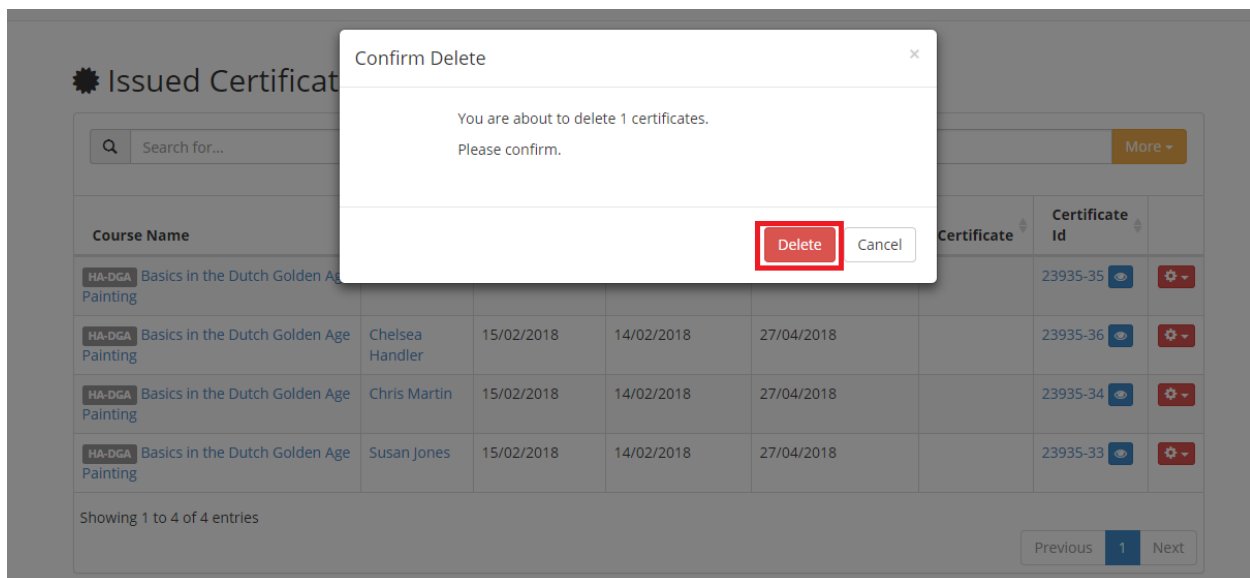 Confirm Delete ×
Issued Certificat
You are about to delete 1 certificates.
Search for...
More
Please confirm.
Delete Cancel
Course Name
Certificate
Certificate
Id
HA-DGA Basics in the Dutch Golden Ag
Painting
23935-35
HA-DGA Basics in the Dutch Golden Age
Painting
Chelsea
Handler
15/02/2018 14/02/2018 27/04/2018 23935-36
HA-DGA Basics in the Dutch Golden Age
Painting
Chris Martin 15/02/2018 14/02/2018 27/04/2018 23935-34
HA-DGA Basics in the Dutch Golden Age
Painting
Susan Jones 15/02/2018 14/02/2018 27/04/2018 23935-33
Showing 1 to 4 of 4 entries
Previous 1 Next